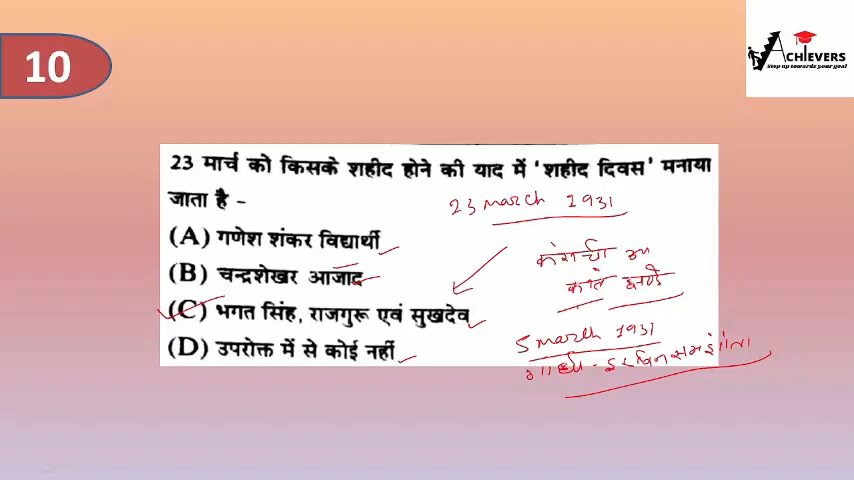 10
ACHIEVERS
Step up towards your goal
23 मार्च को किसके शहीद होने की याद में 'शहीद दिवस' मनाया
जाता है -
23 march 1931
(A) गणेश शंकर विद्यार्थी
(B) चन्द्रशेखर आजाद
(C) भगत सिंह, राजगुरू एवं सुखदेव
(D) उपरोक्त में से कोई नहीं
5 march 1931